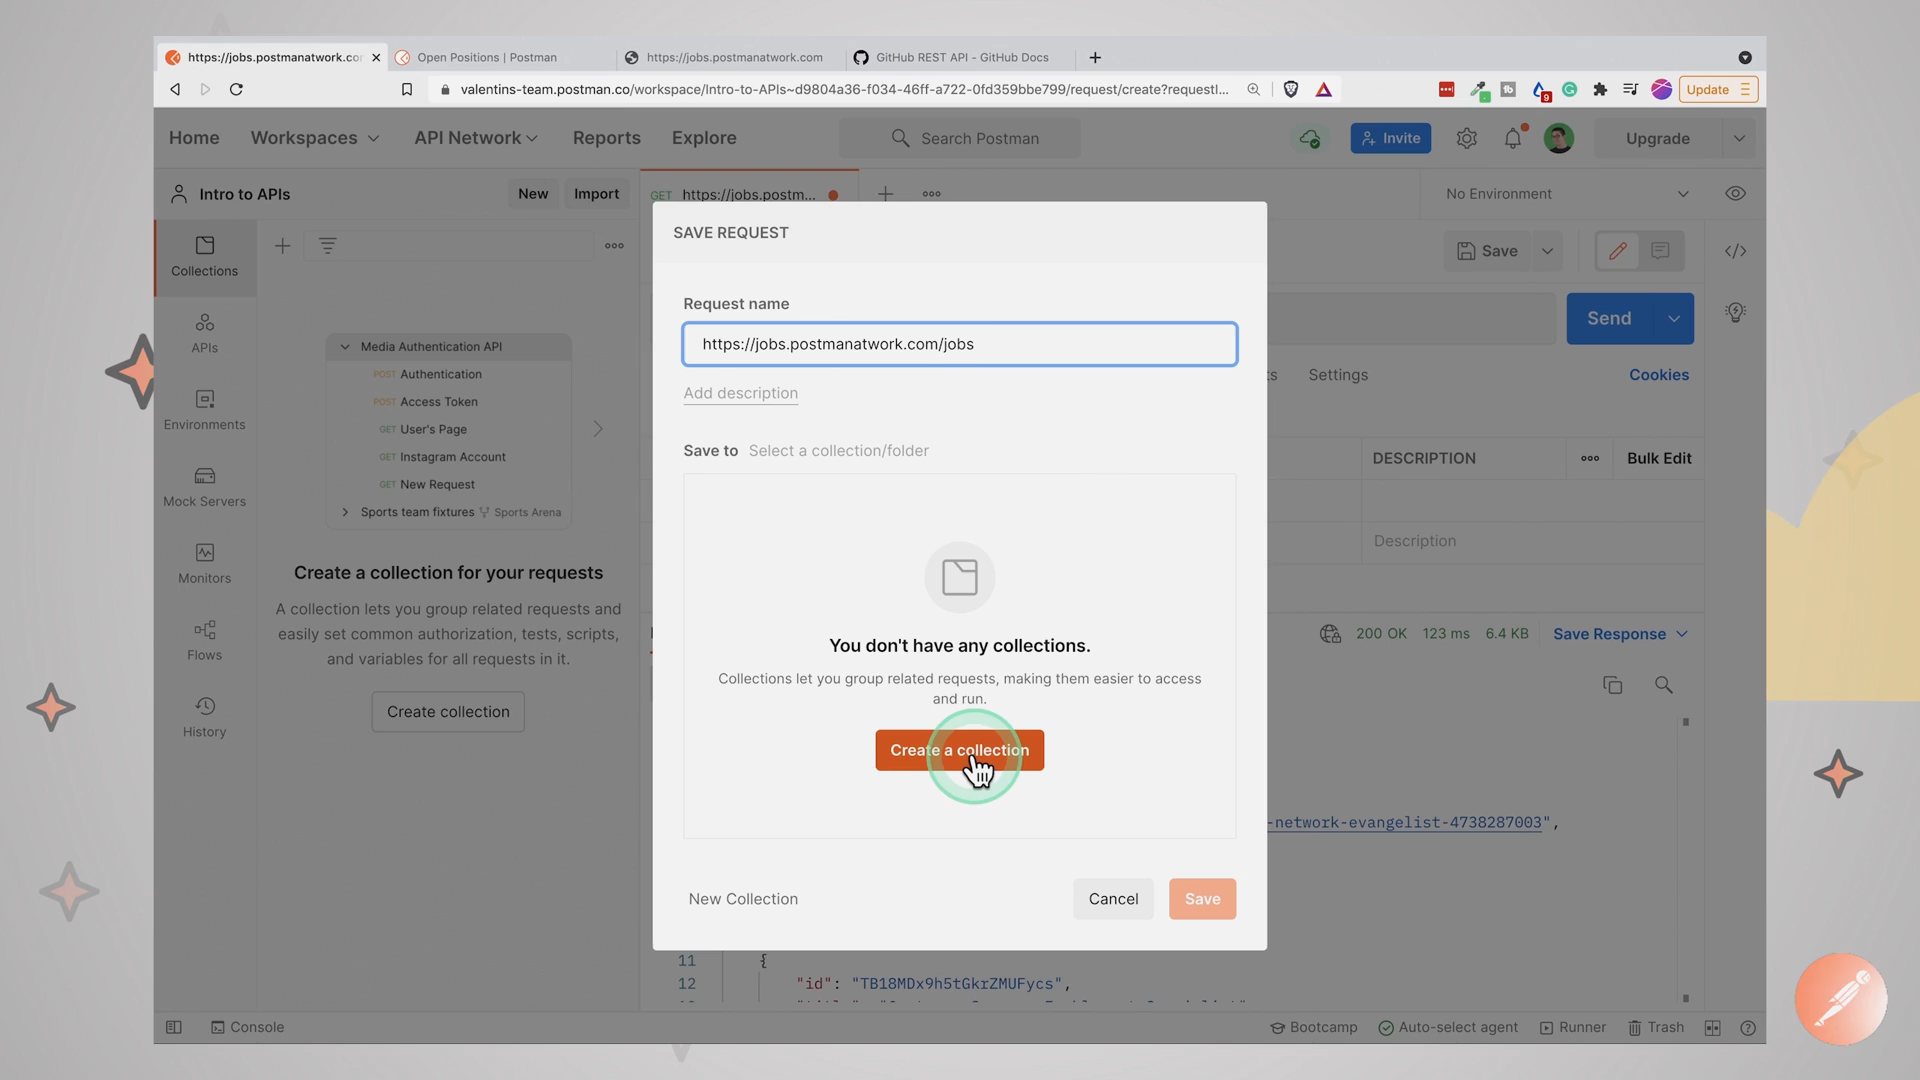 https://jobs.postmanatwork.co
Open Positions | Postman
https://jobs.postmanatwork.com
GitHub REST API - GitHub Docs
valentins-team.postman.co/workspace/Intro-to-APIs~d9804a36-f034-46ff-a722-0fd359bbe799/request/create?requestI...
9
Update
Home
Workspaces
API Network
Reports
Explore
Search Postman
Invite
Upgrade
Intro to APIs
New
Import
GET https://jobs.postm...
No Environment
Collections
APIs
Environments
Mock Servers
Monitors
Flows
History
Media Authentication API
POST Authentication
POST Access Token
GET User's Page
GET Instagram Account
GET New Request
Sports team fixtures Sports Arena
Create a collection for your requests
A collection lets you group related requests and
easily set common authorization, tests, scripts,
and variables for all requests in it.
Create collection
SAVE REQUEST
Request name
https://jobs.postmanatwork.com/jobs
Add description
Save to Select a collection/folder
You don't have any collections.
Collections let you group related requests, making them easier to access
and run.
Create a collection
New Collection
Cancel
Save
Save
Send
Settings
Cookies
DESCRIPTION
Bulk Edit
Description
200 OK 123 ms 6.4 KB Save Response
-network-evangelist-4738287003",
11 {
12 "id": "TB18MDx9h5tGkrZMUFycs",
Console
Bootcamp
Auto-select agent
Runner
Trash